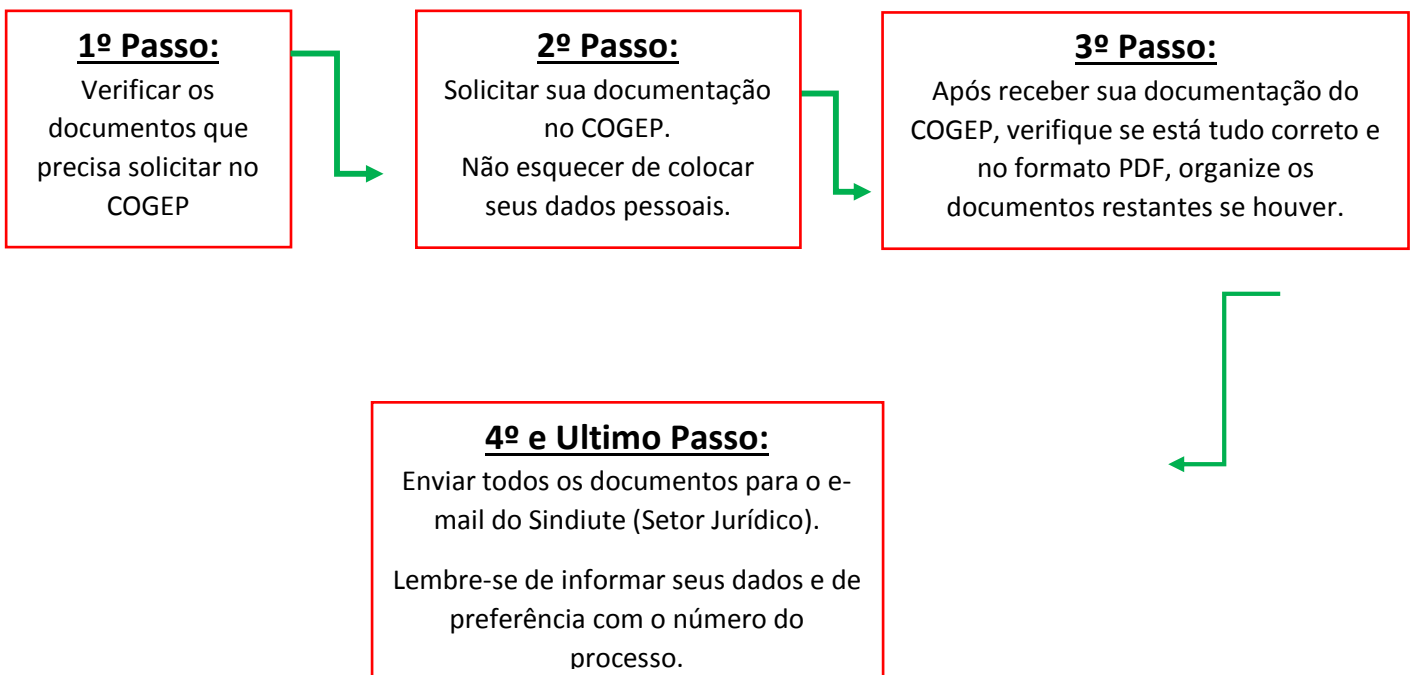 1º Passo:
Verificar os
documentos que
precisa solicitar no
COGEP
2º Passo:
Solicitar sua documentação
no COGEP.
Não esquecer de colocar
seus dados pessoais.
3º Passo:
Após receber sua documentação do
COGEP, verifique se está tudo correto e
no formato PDF, organize os
documentos restantes se houver.
4º e Ultimo Passo:
Enviar todos os documentos para o e-
mail do Sindiute (Setor Jurídico).
Lembre-se de informar seus dados e de
preferência com o número do
processo.